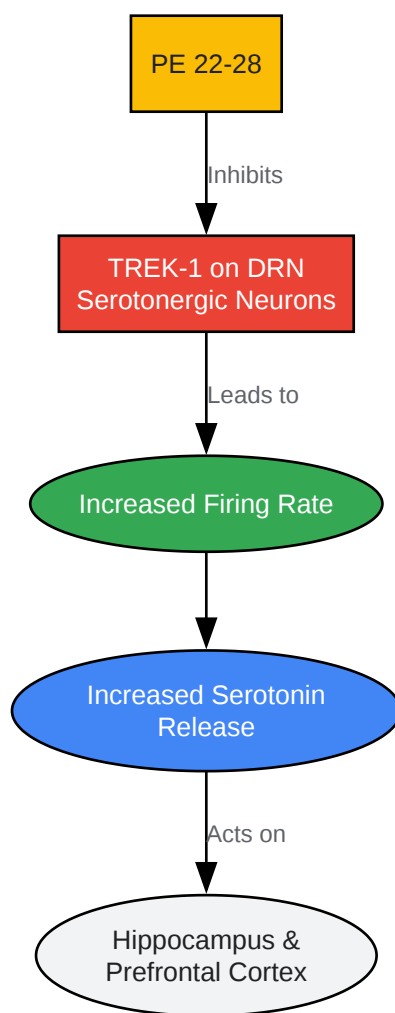 PE 22-28
Inhibits
TREK-1 on DRN
Serotonergic Neurons
Leads to
Increased Firing Rate
Increased Serotonin
Release
Acts on
Hippocampus &
Prefrontal Cortex